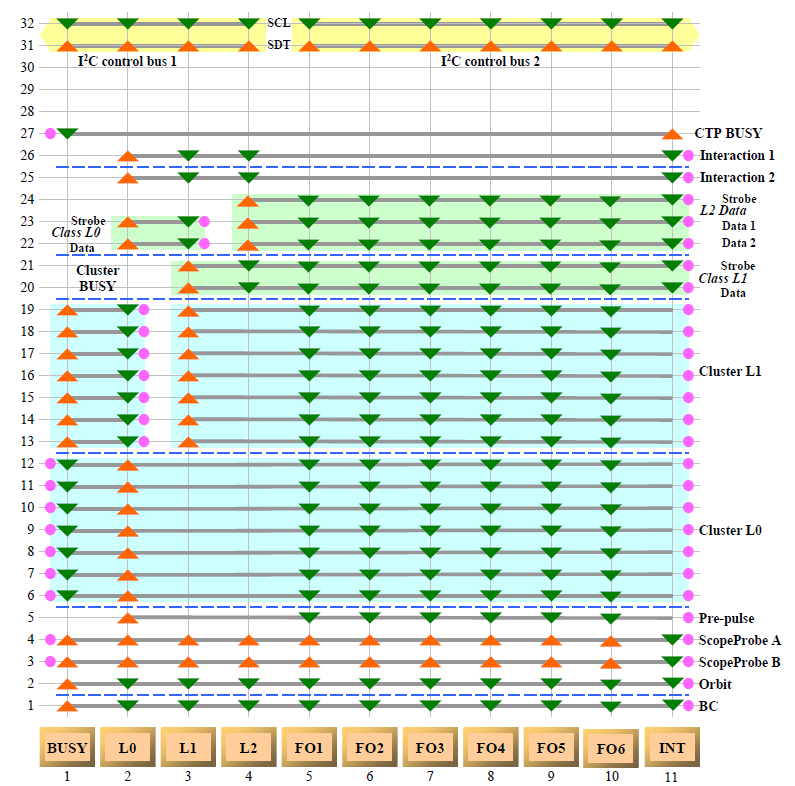 32 SCL
31 SDT
I²C control bus 1 I²C control bus 2
30
29
28
27 CTP BUSY
26 Interaction 1
25 Interaction 2
24 Strobe
L2 Data
23 Strobe Data 1
Class L0
22 Data Data 2
21 Cluster Strobe
BUSY Class L1
20 Data
19
18
17
16 Cluster L1
15
14
13
12
11
10
9 Cluster L0
8
7
6
5 Pre-pulse
4 ScopeProbe A
3 ScopeProbe B
2 Orbit
1 BC
BUSY L0 L1 L2 FO1 FO2 FO3 FO4 FO5 FO6 INT
1 2 3 4 5 6 7 8 9 10 11